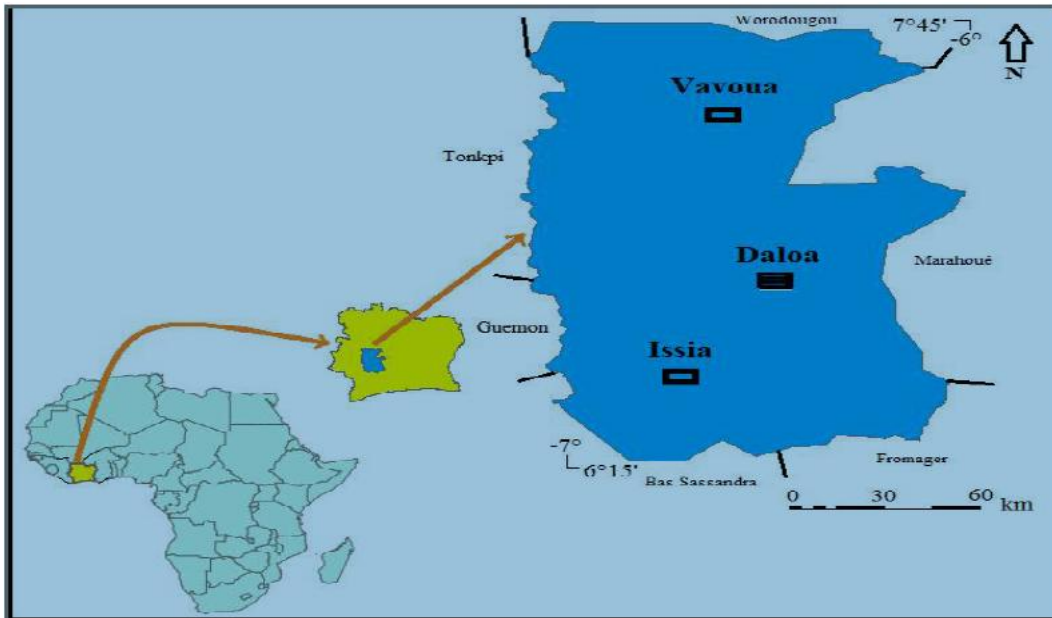 Worodougou
7°45'
-6°
N
Vavoua
Tonkpi
Daloa
Marahoué
Guemon
Issia
-7°
6°15'
Fromager
Bas Sassandra
0 30 60 km